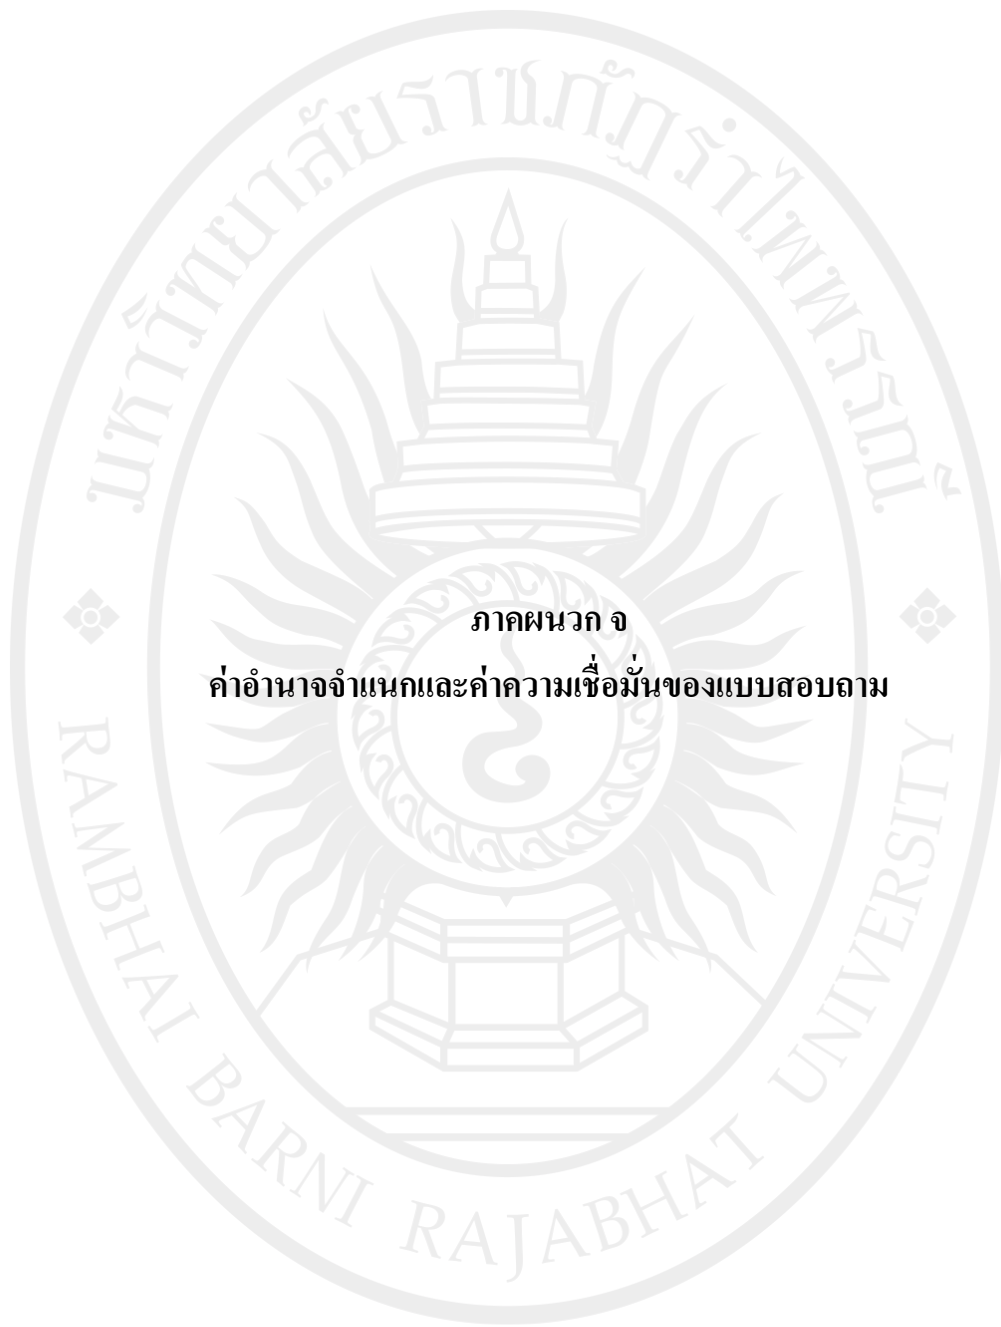 มหาวิทยาลัยราชภัฏรำไพพรรณี
ภาคผนวก จ
ค่าอำนาจจำแนกและค่าความเชื่อมั่นของแบบสอบถาม
RAMBHAI BARNI RAJABHAT UNIVERSITY